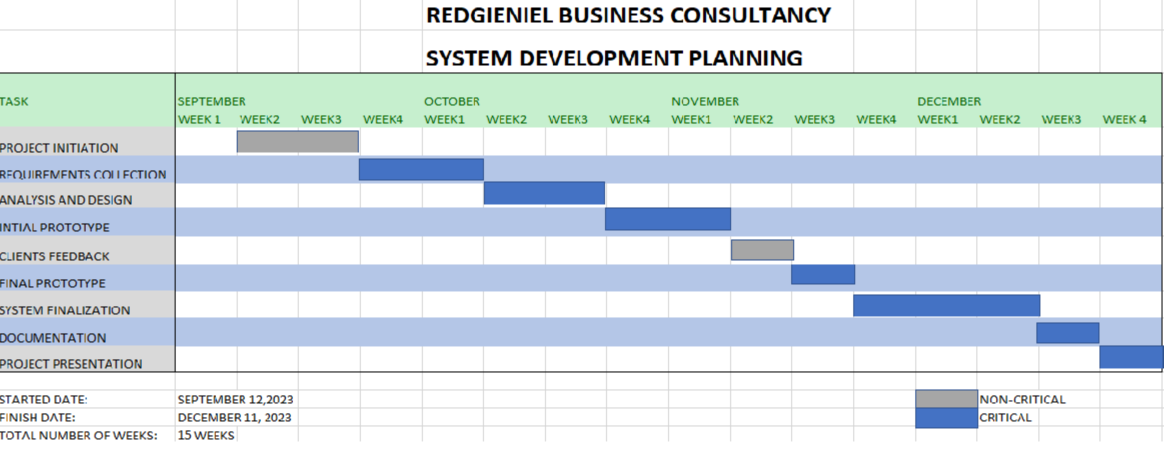 REDGIENIEL BUSINESS CONSULTANCY
SYSTEM DEVELOPMENT PLANNING
TASK SEPTEMBER OCTOBER NOVEMBER DECEMBER
WEEK 1 WEEK2 WEEK3 WEEK4 WEEK1 WEEK2 WEEK3 WEEK4 WEEK1 WEEK2 WEEK3 WEEK4 WEEK1 WEEK2 WEEK3 WEEK 4
PROJECT INITIATION
REQUIREMENTS COLLECTION
ANALYSIS AND DESIGN
INTIAL PROTOTYPE
CLIENTS FEEDBACK
FINAL PROTOTYPE
SYSTEM FINALIZATION
DOCUMENTATION
PROJECT PRESENTATION
STARTED DATE: SEPTEMBER 12,2023 NON-CRITICAL
FINISH DATE: DECEMBER 11, 2023 CRITICAL
TOTAL NUMBER OF WEEKS: 15 WEEKS